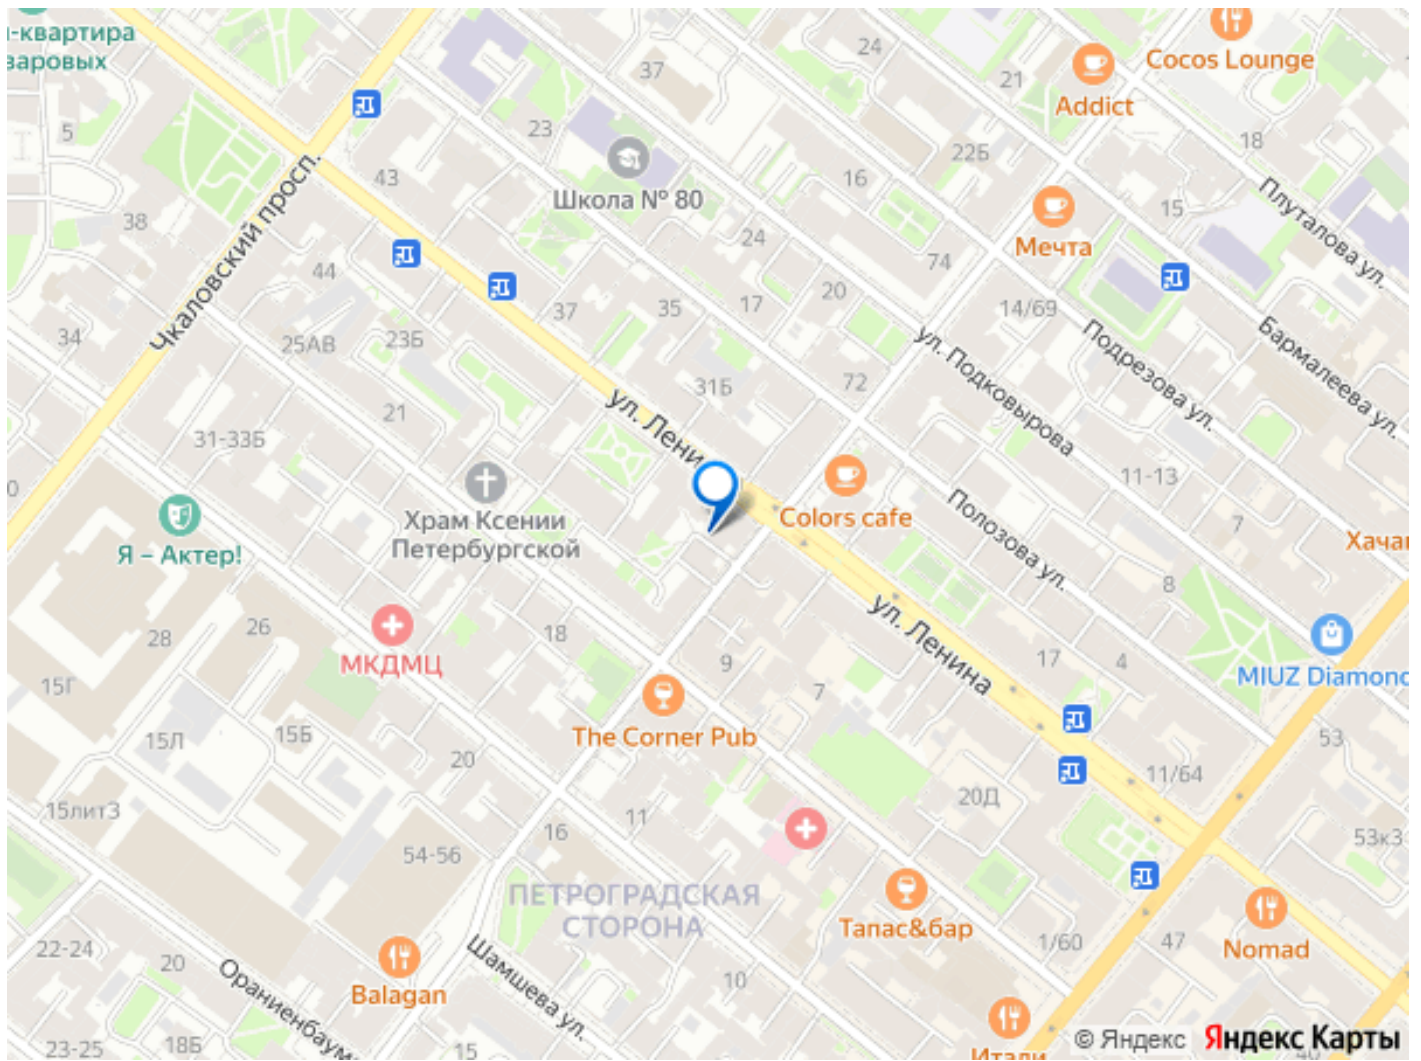 -квартира
заровых
24
Cocos Lounge
37
21
Addict
5
23
18
22Б
43
16
Плуталова ул.
Школа № 80
15
38
24
Мечта
Чкаловский просп.
74
44
20
17
35
14/69
37
34
25АВ
23Б
ул. Подковырова
Подрезова ул.
Бармалеева ул.
72
31Б
21
ул. Ленина
31-33Б
11-13
0
Храм Ксении
Петербургской
Colors cafe
Полозова ул.
7
Я – Актер!
Хачап
8
ул. Ленина
28
26
18
МКДМЦ
9
17
4
15Г
7
MIUZ Diamond
The Corner Pub
15Л
15Б
53
20
11/64
20Д
15лит3
16
11
53к3
54-56
ПЕТРОГРАДСКАЯ
СТОРОНА
Тапас&бар
22-24
1/60
47
Nomad
20
Шамшева ул.
10
Ораниенбаум
Balagan
23-25
18Б
15
Итали
© Яндекс Яндекс Карты